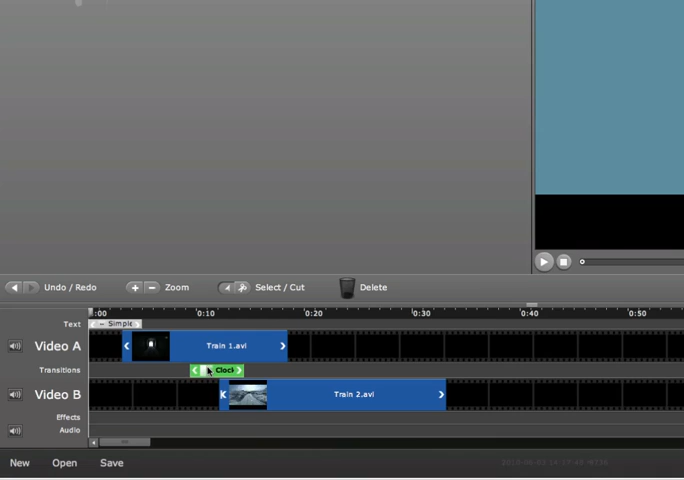 Undo / Redo
Zoom
Select / Cut
Delete
:00
0:10
0:20
0:30
0:40
0:50
Text
Simple
Video A
Train 1.avi
Transitions
Clock
Video B
Train 2.avi
Effects
Audio
New
Open
Save